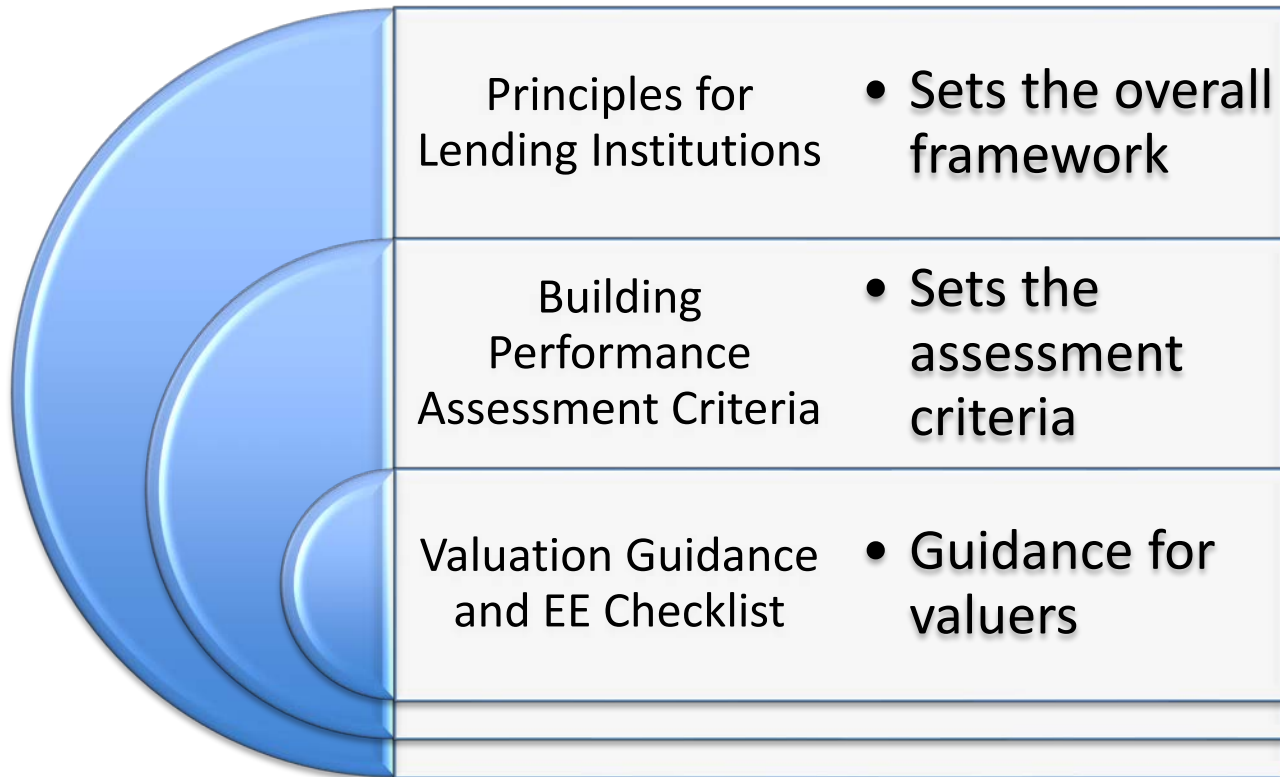 Principles for
Lending Institutions
• Sets the overall
framework
Building
Performance
Assessment Criteria
• Sets the
assessment
criteria
Valuation Guidance
and EE Checklist
• Guidance for
valuers